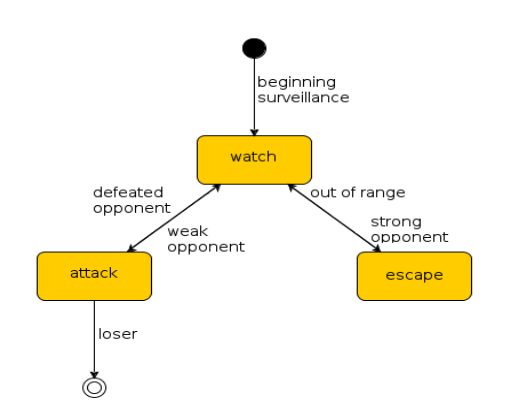 beginning
surveillance
watch
defeated
opponent
out of range
weak
opponent
strong
opponent
attack
escape
loser